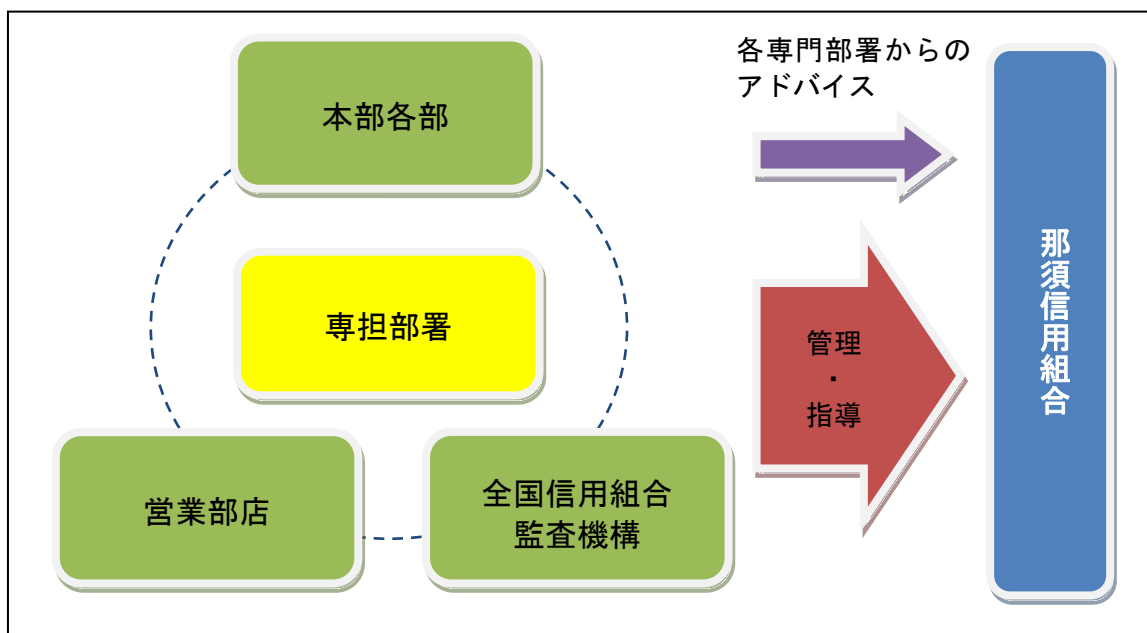 本部各部
専担部署
営業部店
全国信用組合
監査機構
各専門部署からの
アドバイス
管理
・
指導
那須信用組合